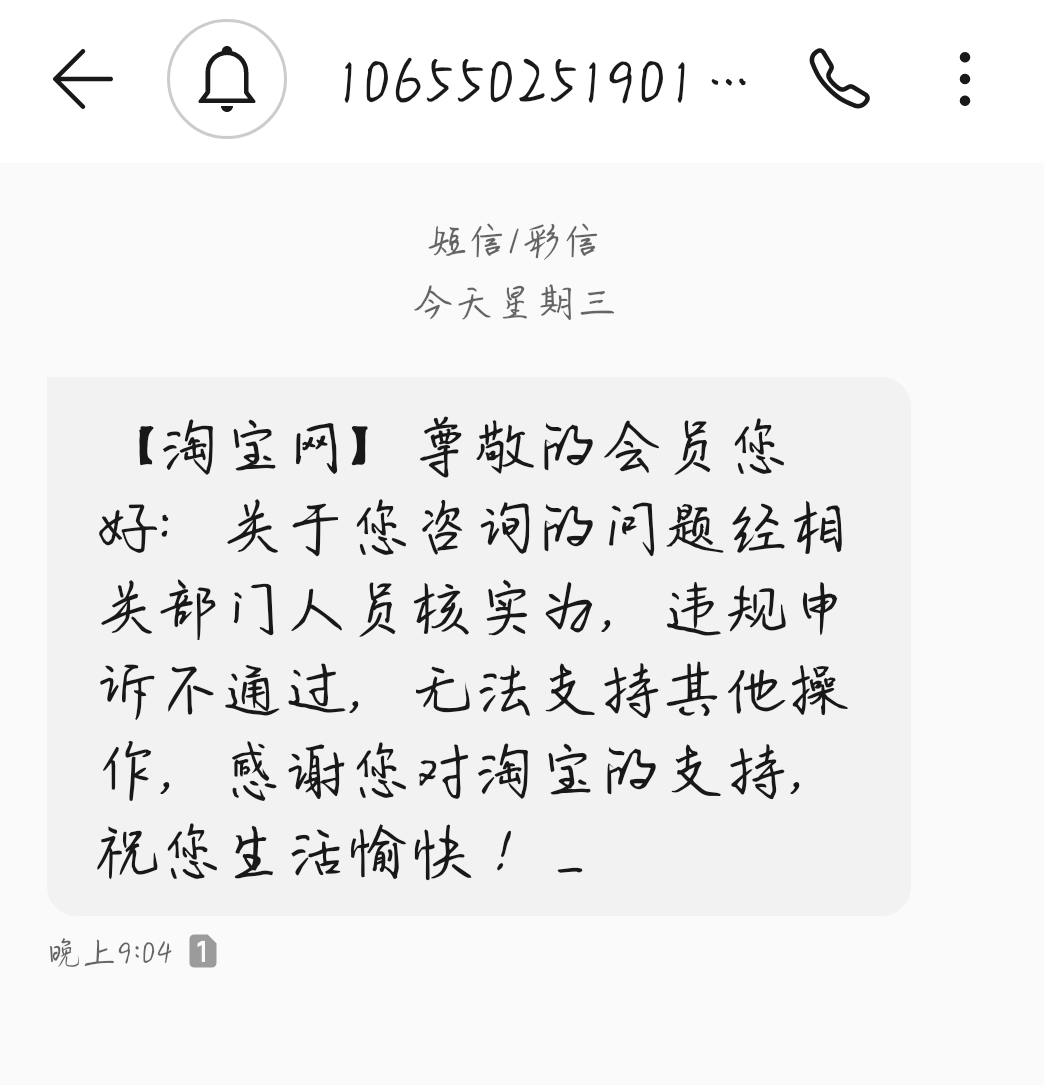 106550251901 ...
短信/彩信
今天星期三
【淘宝网】 尊敬的会员您
好： 关于您咨询的问题经相
关部门人员核实为， 违规申
诉不通过， 无法支持其他操
作， 感谢您对淘宝的支持，
祝您生活愉快！ _
晚上9:04 1